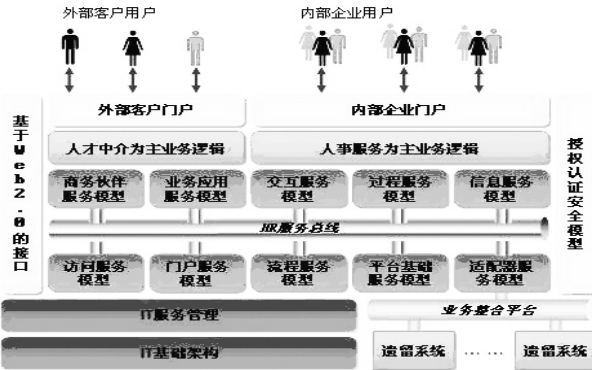 外部客户用户
内部企业用户
外部客户门户
内部企业门户
基于Web2.0的接口
授权认证安全模型
人才中介为主业务逻辑
人事服务为主业务逻辑
商务伙伴
服务模型
业务应用
服务模型
交互服务
模型
过程服务
模型
信息服务
模型
HR服务总线
访问服务
模型
门户服务
模型
流程服务
模型
平台基础
服务模型
适配器服
务模型
IT服务管理
业务整合平台
IT基础架构
遗留系统
... ...
遗留系统